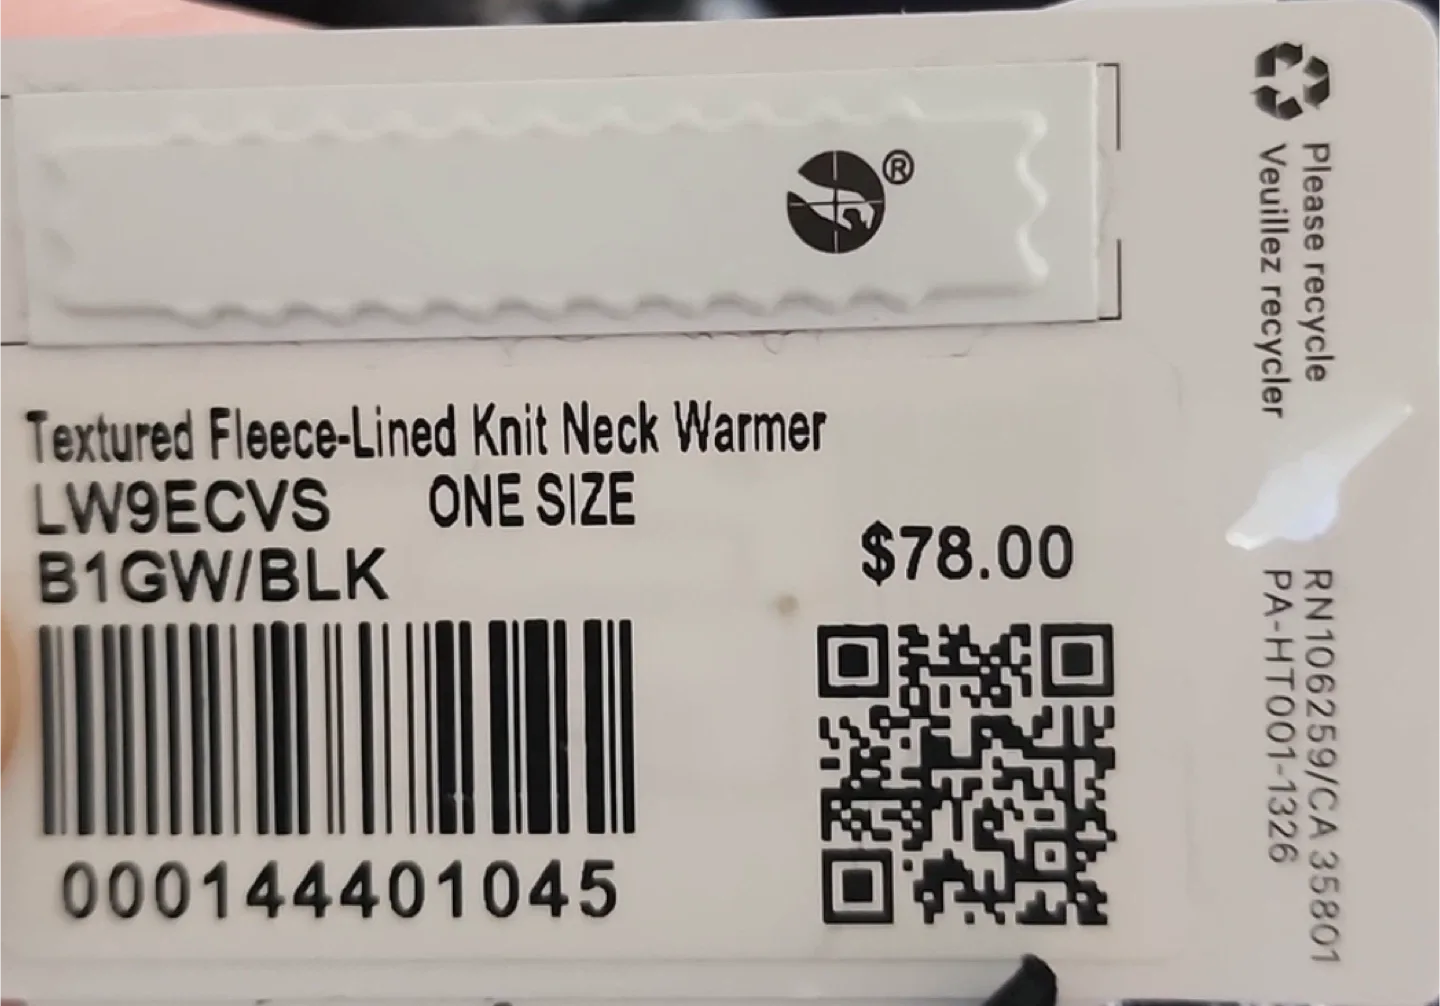 ®
Textured Fleece-Lined Knit Neck Warmer
LW9ECVS ONE SIZE
B1GW/BLK
$78.00
000144401045
Please recycle
Veuillez recycler
RN106259/CA 35801
PA-HT001-1326